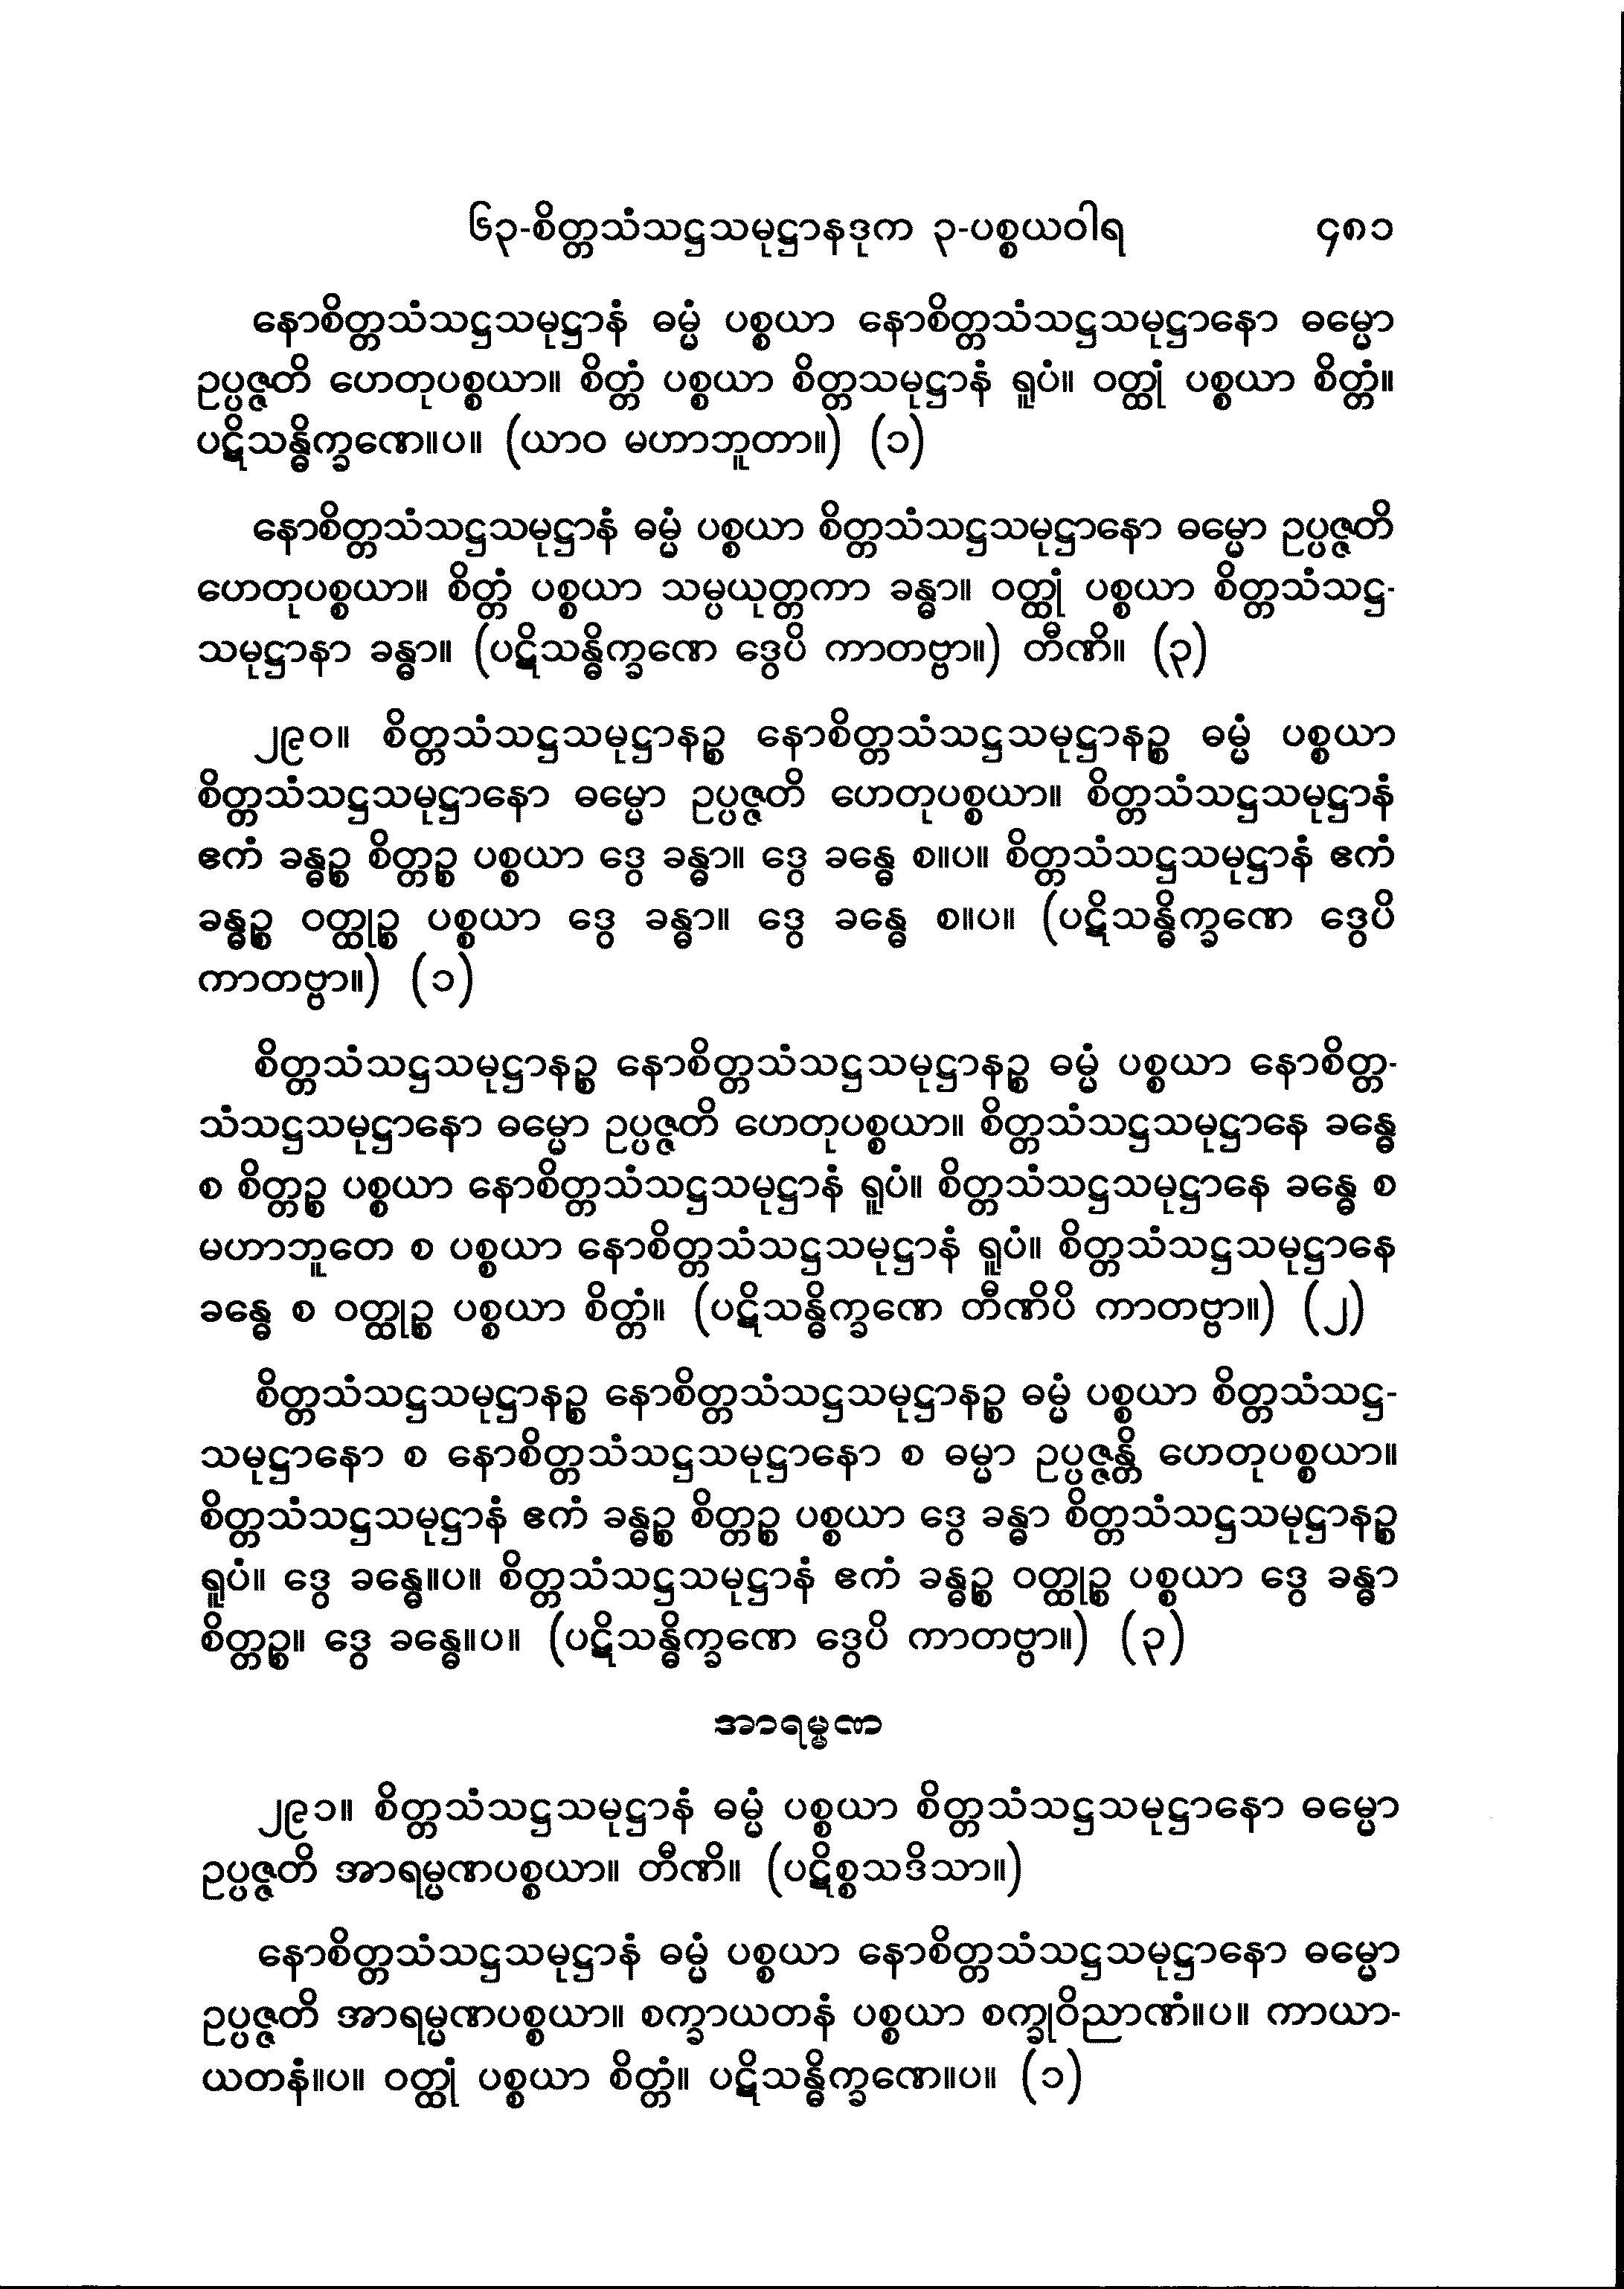 ၆၃-စိတ္တသံသဋ္ဌသမုဋ္ဌာနဒုက ၃-ပစ္စယဝါရ ၄၈၁
နောစိတ္တသံသဋ္ဌသမုဋ္ဌာနံ ဓမ္မံ ပစ္စယာ နောစိတ္တသံသဋ္ဌသမုဋ္ဌာနော ဓမ္မော
ဥပ္ပဇ္ဇတိ ဟေတုပစ္စယာ။ စိတ္တံ ပစ္စယာ စိတ္တသမုဋ္ဌာနံ ရူပံ။ ဝတ္ထုံ ပစ္စယာ စိတ္တံ။
ပဋိသန္ဓိက္ခဏေ။ပ။ (ယာဝ မဟာဘူတာ။) (၁)
နောစိတ္တသံသဋ္ဌသမုဋ္ဌာနံ ဓမ္မံ ပစ္စယာ စိတ္တသံသဋ္ဌသမုဋ္ဌာနော ဓမ္မော ဥပ္ပဇ္ဇတိ
ဟေတုပစ္စယာ။ စိတ္တံ ပစ္စယာ သမ္ပယုတ္တကာ ခန္ဓာ။ ဝတ္ထုံ ပစ္စယာ စိတ္တသံသဋ္ဌ-
သမုဋ္ဌာနာ ခန္ဓာ။ (ပဋိသန္ဓိက္ခဏေ ဒွေပိ ကာတဗ္ဗာ။) တီဏိ။ (၃)
၂၉၀။ စိတ္တသံသဋ္ဌသမုဋ္ဌာနဉ္စ နောစိတ္တသံသဋ္ဌသမုဋ္ဌာနဉ္စ ဓမ္မံ ပစ္စယာ
စိတ္တသံသဋ္ဌသမုဋ္ဌာနော ဓမ္မော ဥပ္ပဇ္ဇတိ ဟေတုပစ္စယာ။ စိတ္တသံသဋ္ဌသမုဋ္ဌာနံ
ဧကံ ခန္ဓဉ္စ စိတ္တဉ္စ ပစ္စယာ ဒွေ ခန္ဓာ။ ဒွေ ခန္ဓေ စ။ပ။ စိတ္တသံသဋ္ဌသမုဋ္ဌာနံ ဧကံ
ခန္ဓဉ္စ ဝတ္ထုဉ္စ ပစ္စယာ ဒွေ ခန္ဓာ။ ဒွေ ခန္ဓေ စ။ပ။ (ပဋိသန္ဓိက္ခဏေ ဒွေပိ
ကာတဗ္ဗာ။) (၁)
စိတ္တသံသဋ္ဌသမုဋ္ဌာနဉ္စ နောစိတ္တသံသဋ္ဌသမုဋ္ဌာနဉ္စ ဓမ္မံ ပစ္စယာ နောစိတ္တ-
သံသဋ္ဌသမုဋ္ဌာနော ဓမ္မော ဥပ္ပဇ္ဇတိ ဟေတုပစ္စယာ။ စိတ္တသံသဋ္ဌသမုဋ္ဌာနေ ခန္ဓေ
စ စိတ္တဉ္စ ပစ္စယာ နောစိတ္တသံသဋ္ဌသမုဋ္ဌာနံ ရူပံ။ စိတ္တသံသဋ္ဌသမုဋ္ဌာနေ ခန္ဓေ စ
မဟာဘူတေ စ ပစ္စယာ နောစိတ္တသံသဋ္ဌသမုဋ္ဌာနံ ရူပံ။ စိတ္တသံသဋ္ဌသမုဋ္ဌာနေ
ခန္ဓေ စ ဝတ္ထုဉ္စ ပစ္စယာ စိတ္တံ။ (ပဋိသန္ဓိက္ခဏေ တီဏိပိ ကာတဗ္ဗာ။) (၂)
စိတ္တသံသဋ္ဌသမုဋ္ဌာနဉ္စ နောစိတ္တသံသဋ္ဌသမုဋ္ဌာနဉ္စ ဓမ္မံ ပစ္စယာ စိတ္တသံသဋ္ဌ-
သမုဋ္ဌာနော စ နောစိတ္တသံသဋ္ဌသမုဋ္ဌာနော စ ဓမ္မာ ဥပ္ပဇ္ဇန္တိ ဟေတုပစ္စယာ။
စိတ္တသံသဋ္ဌသမုဋ္ဌာနံ ဧကံ ခန္ဓဉ္စ စိတ္တဉ္စ ပစ္စယာ ဒွေ ခန္ဓာ စိတ္တသံသဋ္ဌသမုဋ္ဌာနဉ္စ
ရူပံ။ ဒွေ ခန္ဓေ။ပ။ စိတ္တသံသဋ္ဌသမုဋ္ဌာနံ ဧကံ ခန္ဓဉ္စ ဝတ္ထုဉ္စ ပစ္စယာ ဒွေ ခန္ဓာ
စိတ္တဉ္စ။ ဒွေ ခန္ဓေ။ပ။ (ပဋိသန္ဓိက္ခဏေ ဒွေပိ ကာတဗ္ဗာ။) (၃)
အာရမ္မဏ
၂၉၁။ စိတ္တသံသဋ္ဌသမုဋ္ဌာနံ ဓမ္မံ ပစ္စယာ စိတ္တသံသဋ္ဌသမုဋ္ဌာနော ဓမ္မော
ဥပ္ပဇ္ဇတိ အာရမ္မဏပစ္စယာ။ တီဏိ။ (ပဋိစ္စသဒိသာ။)
နောစိတ္တသံသဋ္ဌသမုဋ္ဌာနံ ဓမ္မံ ပစ္စယာ နောစိတ္တသံသဋ္ဌသမုဋ္ဌာနော ဓမ္မော
ဥပ္ပဇ္ဇတိ အာရမ္မဏပစ္စယာ။ စက္ခာယတနံ ပစ္စယာ စက္ခုဝိညာဏံ။ပ။ ကာယာ-
ယတနံ။ပ။ ဝတ္ထုံ ပစ္စယာ စိတ္တံ။ ပဋိသန္ဓိက္ခဏေ။ပ။ (၁)